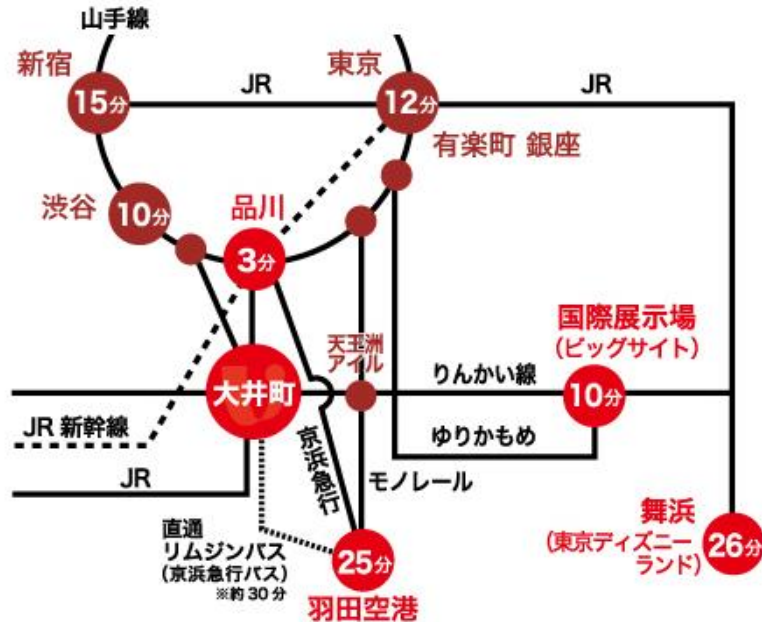 山手線
新宿
15分
JR
東京
12分
JR
有楽町 銀座
渋谷
10分
品川
3分
国際展示場
(ビッグサイト)
10分
天王洲
アイル
りんかい線
大井町
JR 新幹線
ゆりかもめ
京浜急行
モノレール
JR
直通
リムジンバス
(京浜急行バス)
※約30分
25分
羽田空港
舞浜
(東京ディズニー
ランド)
26分